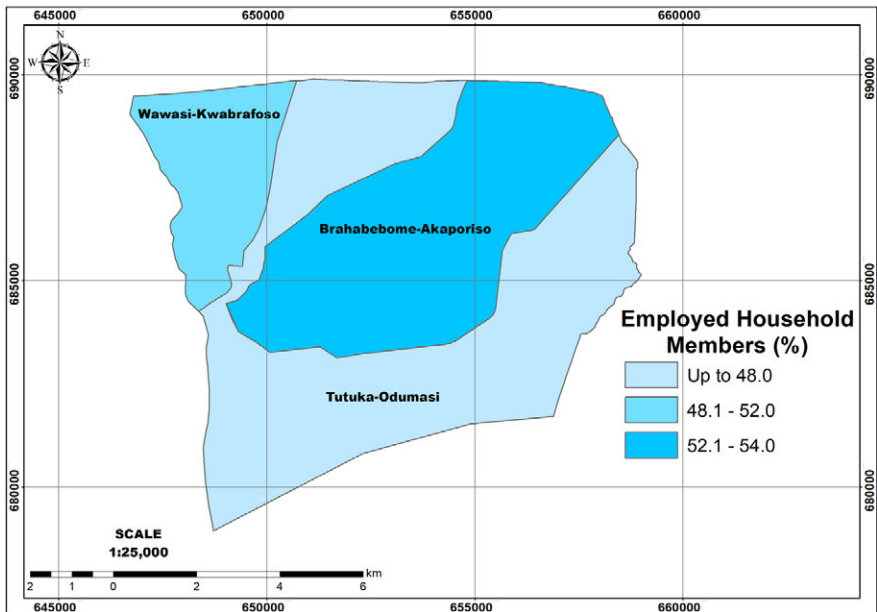 645000 650000 655000 660000
N
W E
S
690000 690000
Wawasi-Kwabrafoso
Brahabebome-Akaporiso
685000 685000
Employed Household
Members (%)
Up to 48.0
48.1 - 52.0
52.1 - 54.0
Tutuka-Odumasi
680000 680000
SCALE
1:25,000
km
2 1 0 2 4 6
645000 650000 655000 660000